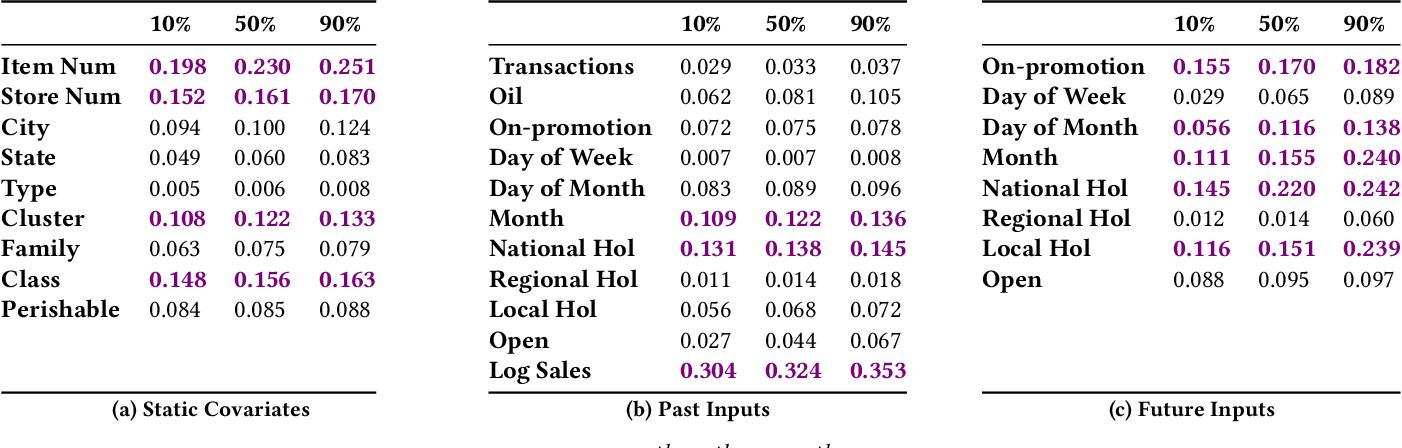 10% 50% 90%
Item Num 0.198 0.230 0.251
Store Num 0.152 0.161 0.170
City 0.094 0.100 0.124
State 0.049 0.060 0.083
Type 0.005 0.006 0.008
Cluster 0.108 0.122 0.133
Family 0.063 0.075 0.079
Class 0.148 0.156 0.163
Perishable 0.084 0.085 0.088
(a) Static Covariates
10% 50% 90%
Transactions 0.029 0.033 0.037
Oil 0.062 0.081 0.105
On-promotion 0.072 0.075 0.078
Day of Week 0.007 0.007 0.008
Day of Month 0.083 0.089 0.096
Month 0.109 0.122 0.136
National Hol 0.131 0.138 0.145
Regional Hol 0.011 0.014 0.018
Local Hol 0.056 0.068 0.072
Open 0.027 0.044 0.067
Log Sales 0.304 0.324 0.353
(b) Past Inputs
10% 50% 90%
On-promotion 0.155 0.170 0.182
Day of Week 0.029 0.065 0.089
Day of Month 0.056 0.116 0.138
Month 0.111 0.155 0.240
National Hol 0.145 0.220 0.242
Regional Hol 0.012 0.014 0.060
Local Hol 0.116 0.151 0.239
Open 0.088 0.095 0.097
(c) Future Inputs